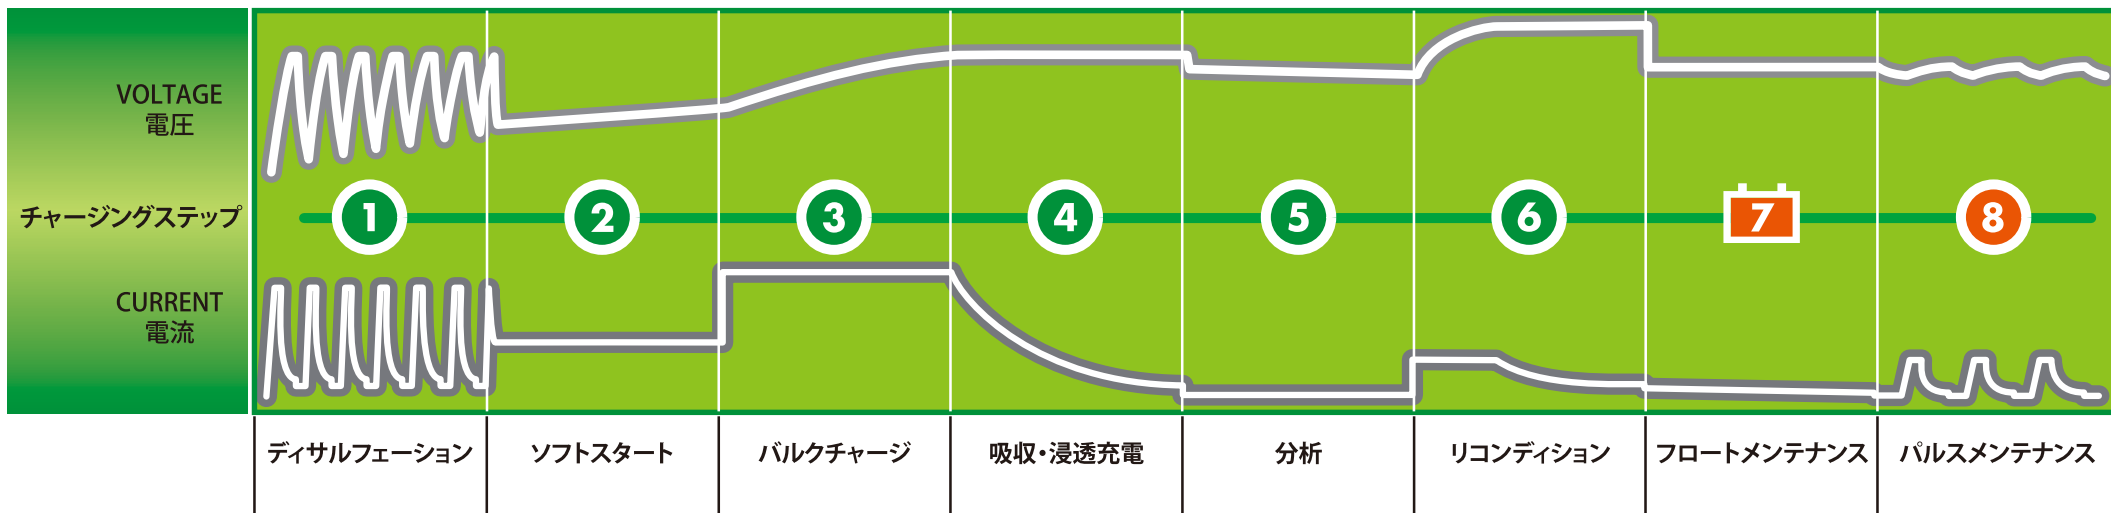 VOLTAGE
電圧
チャージングステップ
1 2 3 4 5 6 7 8
CURRENT
電流
ディサルフェーション ソフトスタート バルクチャージ 吸収・浸透充電 分析 リコンディション フロートメンテナンス パルスメンテナンス